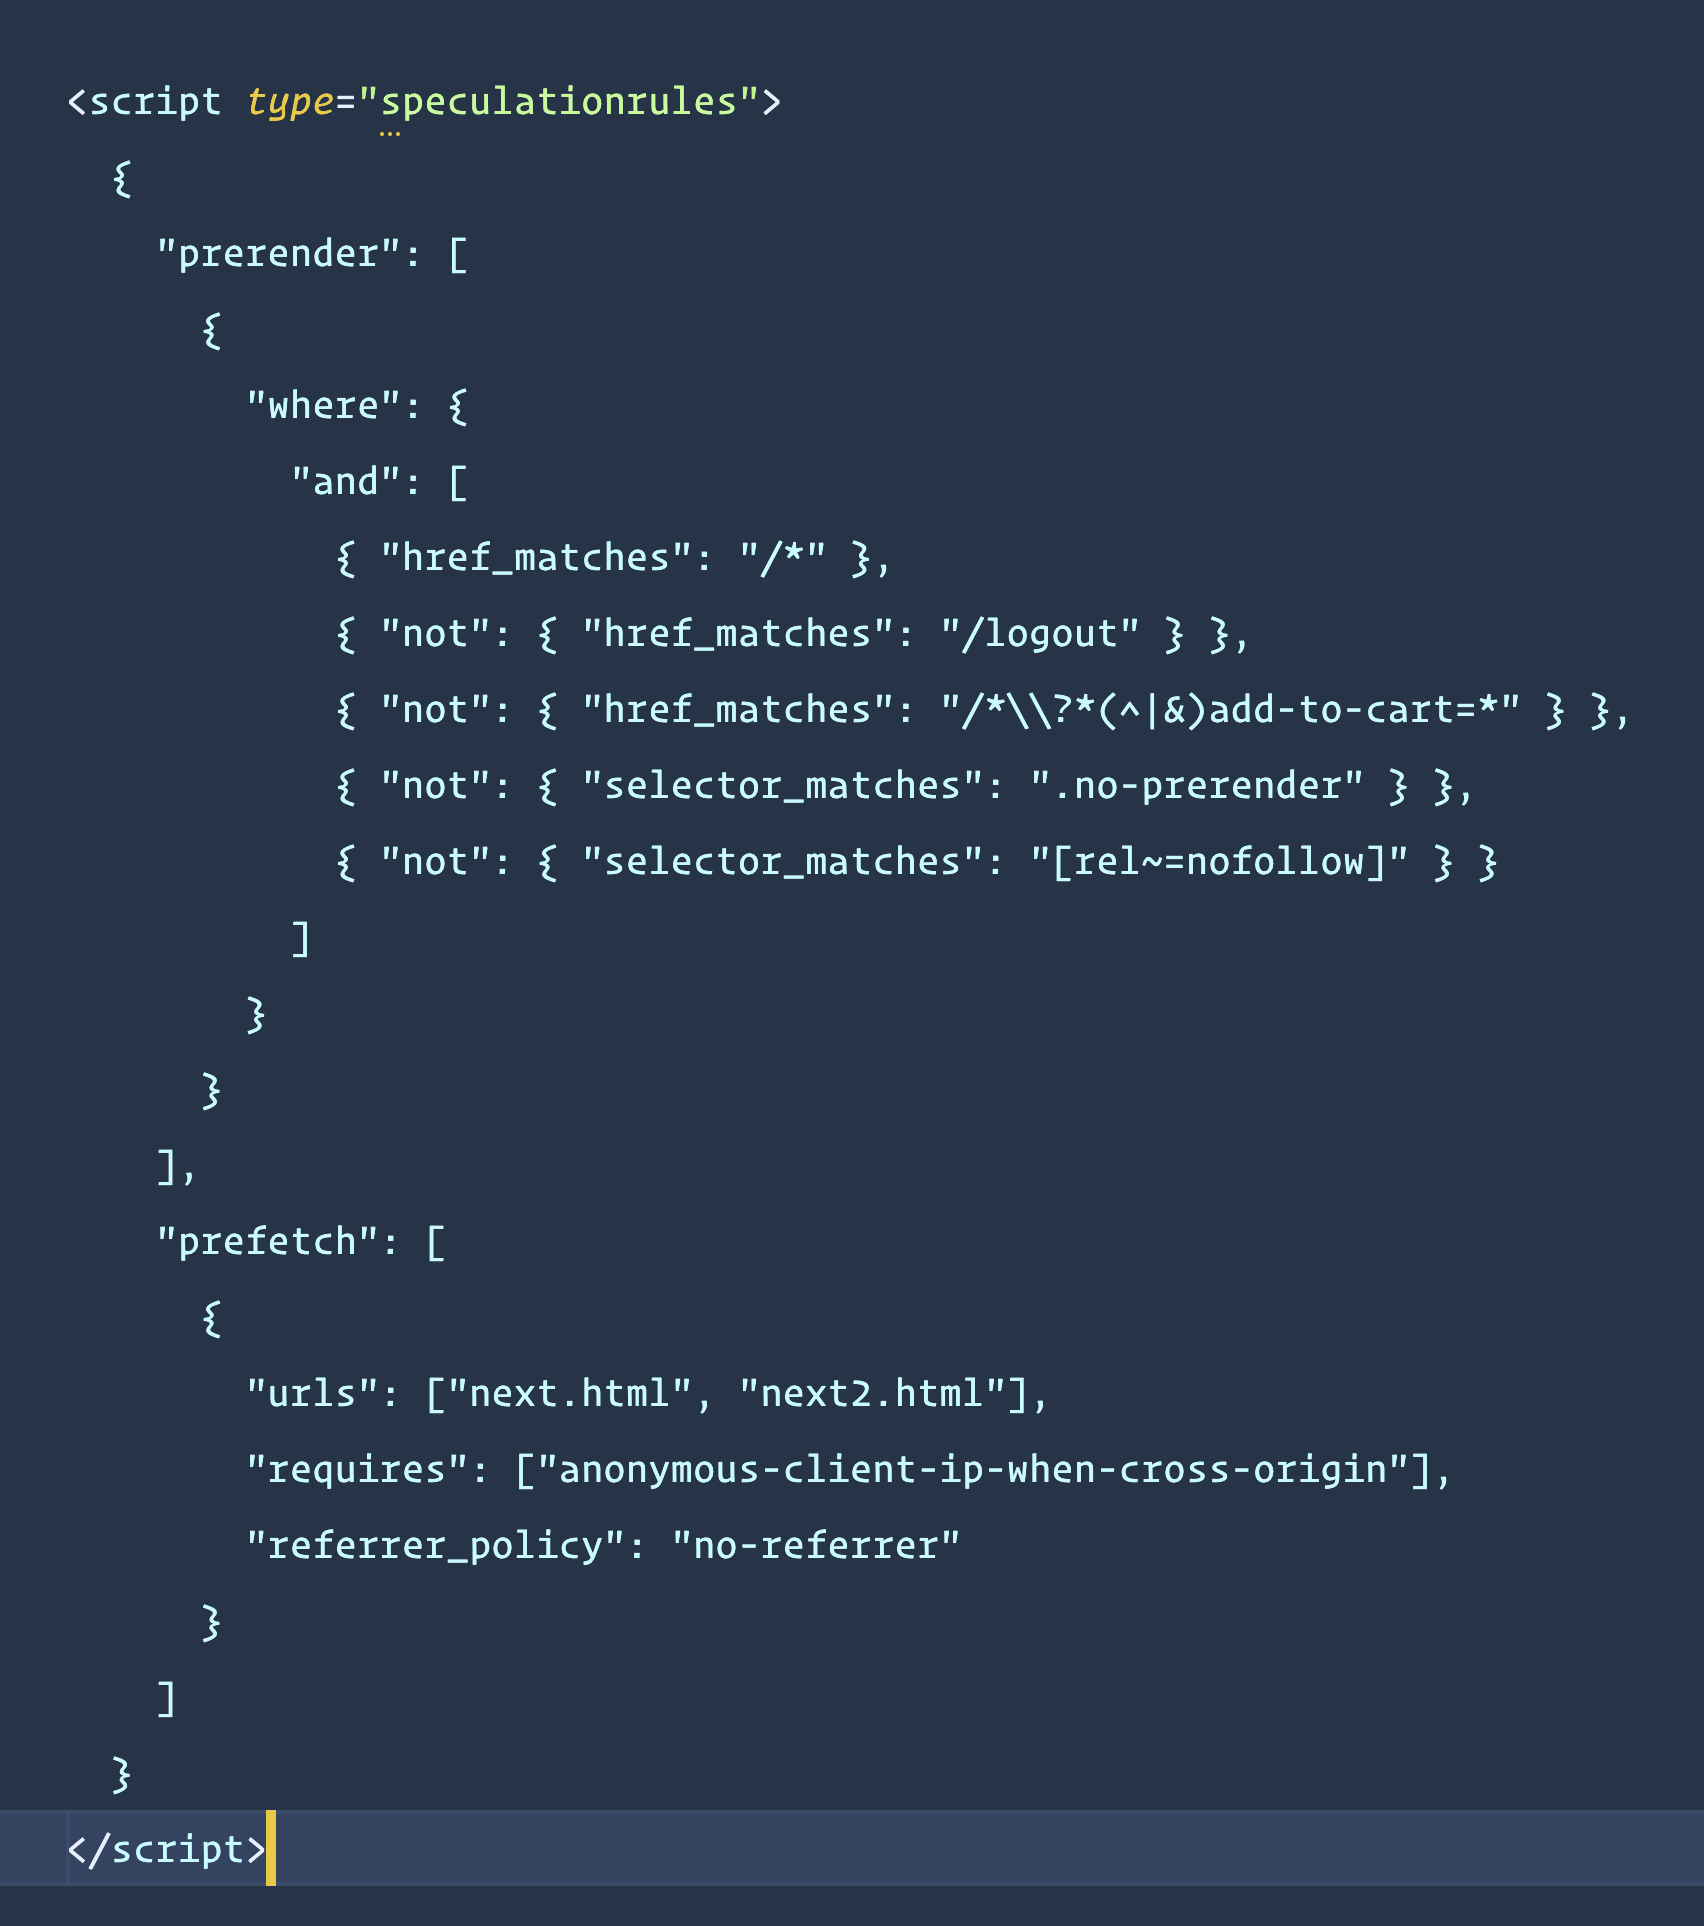 <script type="speculationrules">
  {
    "prerender": [
      {
        "where": {
          "and": [
            { "href_matches": "/*" },
            { "not": { "href_matches": "/logout" } },
            { "not": { "href_matches": "/*\\?*(^|&)add-to-cart=*" } },
            { "not": { "selector_matches": ".no-prerender" } },
            { "not": { "selector_matches": "[rel~=nofollow]" } }
          ]
        }
      }
    ],
    "prefetch": [
      {
        "urls": ["next.html", "next2.html"],
        "requires": ["anonymous-client-ip-when-cross-origin"],
        "referrer_policy": "no-referrer"
      }
    ]
  }
</script>